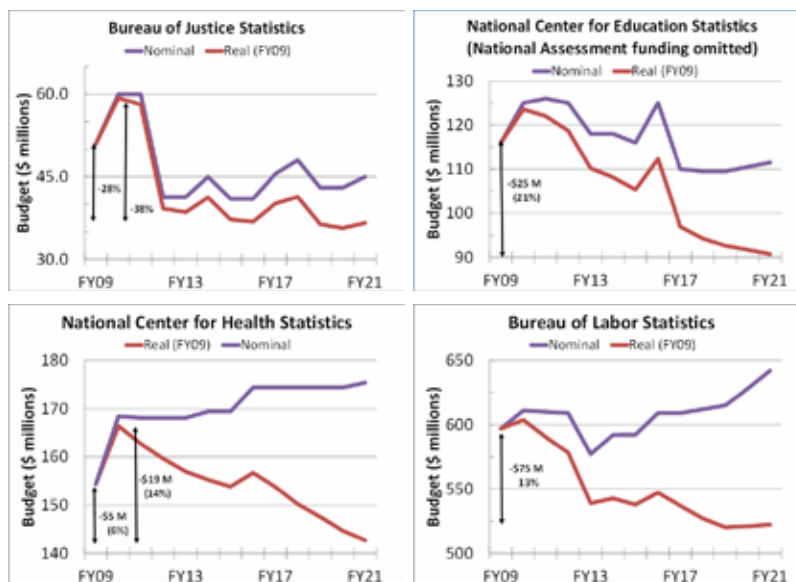 Bureau of Justice Statistics
Nominal Real (FY09)
Budget ($ millions)
60.0
45.0
30.0
-28%
-38%
FY09 FY13 FY17 FY21
National Center for Education Statistics
(National Assessment funding omitted)
Nominal Real (FY09)
Budget ($ millions)
130
120
110
100
90
-$25 M
(21%)
FY09 FY13 FY17 FY21
National Center for Health Statistics
Real (FY09) Nominal
Budget ($ millions)
180
170
160
150
140
-$19 M
(14%)
-$5 M
(6%)
FY09 FY13 FY17 FY21
Bureau of Labor Statistics
Nominal Real (FY09)
Budget ($ millions)
650
600
550
500
-$75 M
13%
FY09 FY13 FY17 FY21